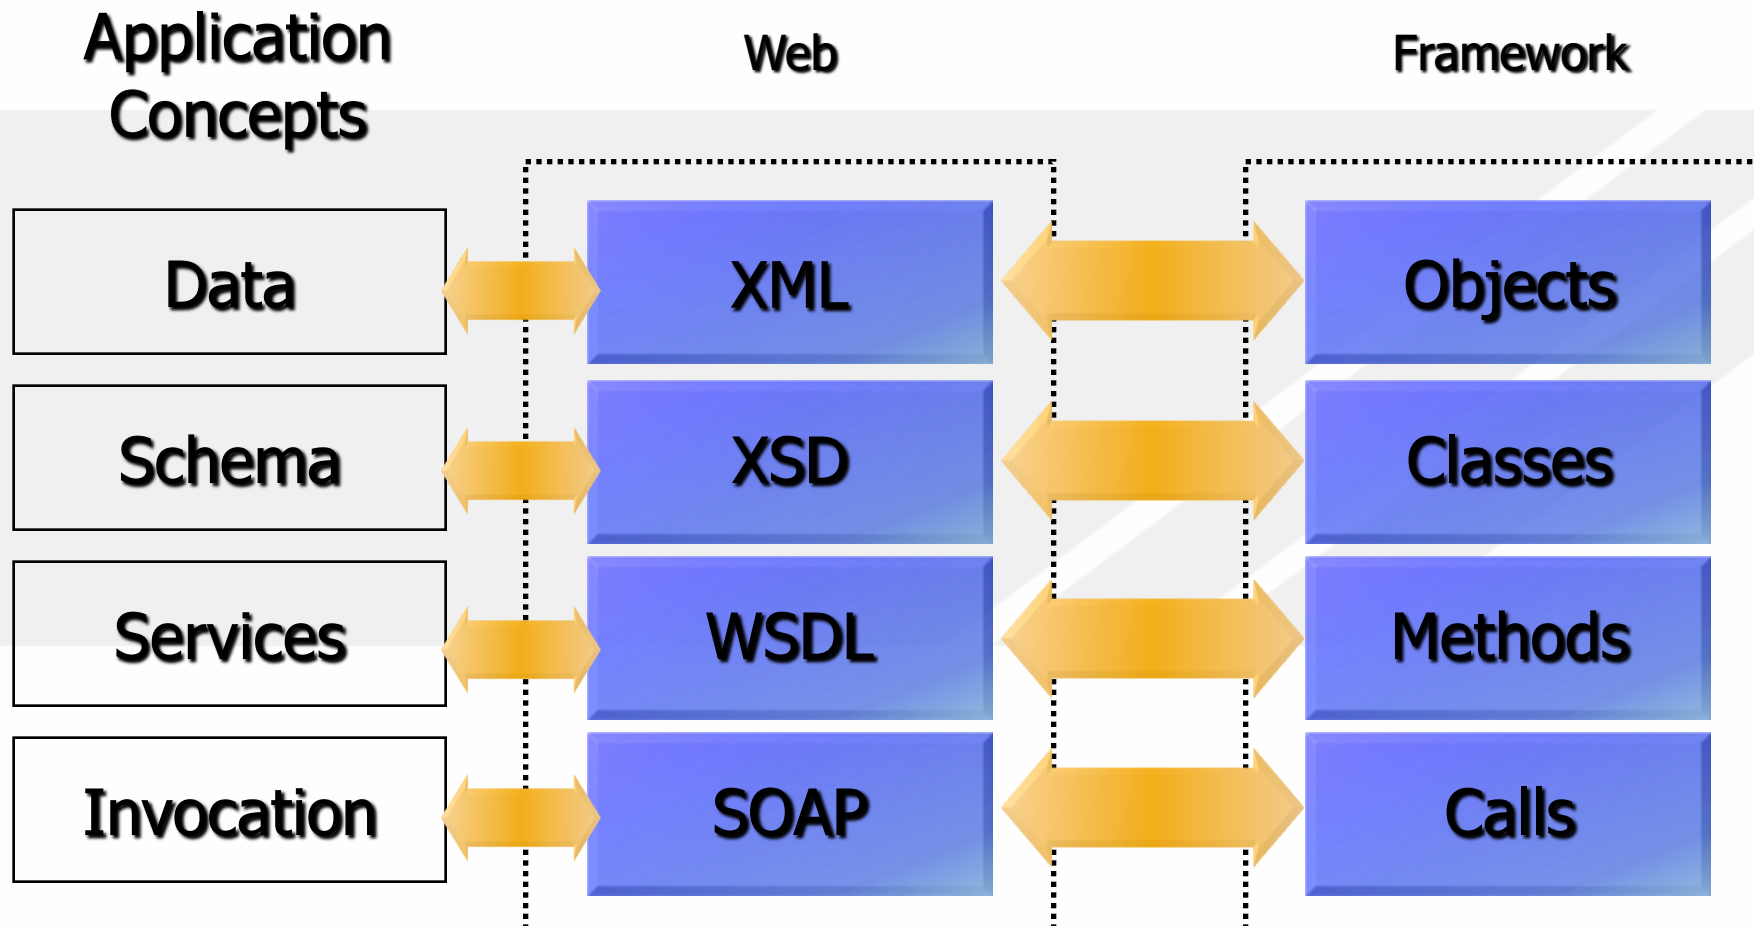 Application
Concepts
Web
Framework
Data
XML
Objects
Schema
XSD
Classes
Services
WSDL
Methods
Invocation
SOAP
Calls